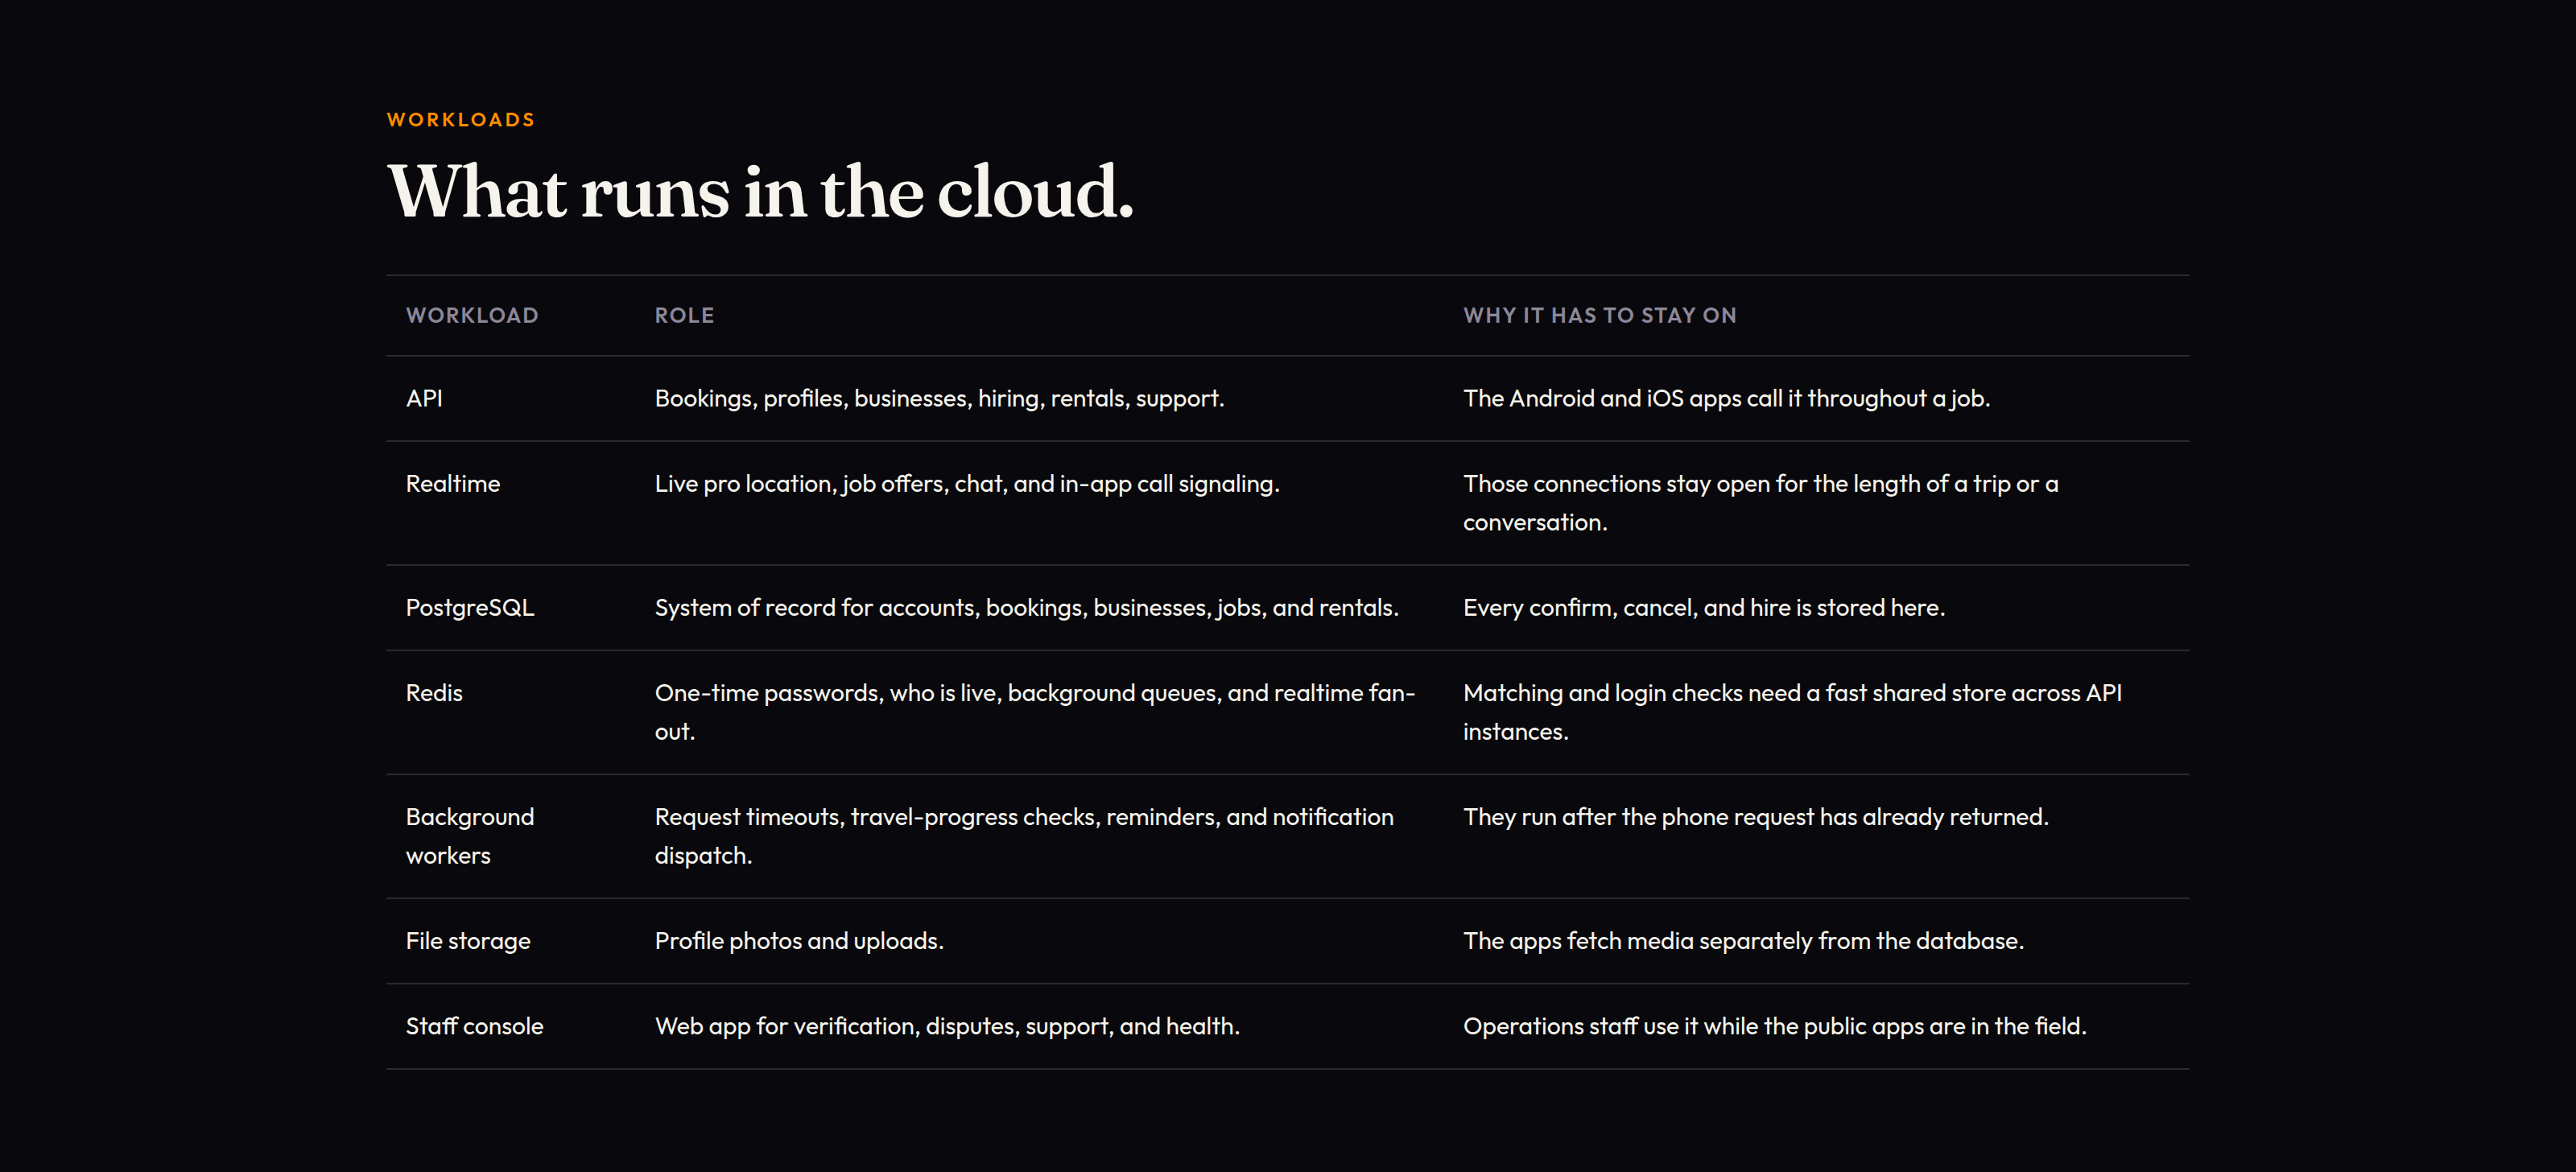 WORKLOADS
What runs in the cloud.
WORKLOAD ROLE WHY IT HAS TO STAY ON
API Bookings, profiles, businesses, hiring, rentals, support. The Android and iOS apps call it throughout a job.
Realtime Live pro location, job offers, chat, and in-app call signaling. Those connections stay open for the length of a trip or a
conversation.
PostgreSQL System of record for accounts, bookings, businesses, jobs, and rentals. Every confirm, cancel, and hire is stored here.
Redis One-time passwords, who is live, background queues, and realtime fan- Matching and login checks need a fast shared store across API
out. instances.
Background Request timeouts, travel-progress checks, reminders, and notification They run after the phone request has already returned.
workers dispatch.
File storage Profile photos and uploads. The apps fetch media separately from the database.
Staff console Web app for verification, disputes, support, and health. Operations staff use it while the public apps are in the field.